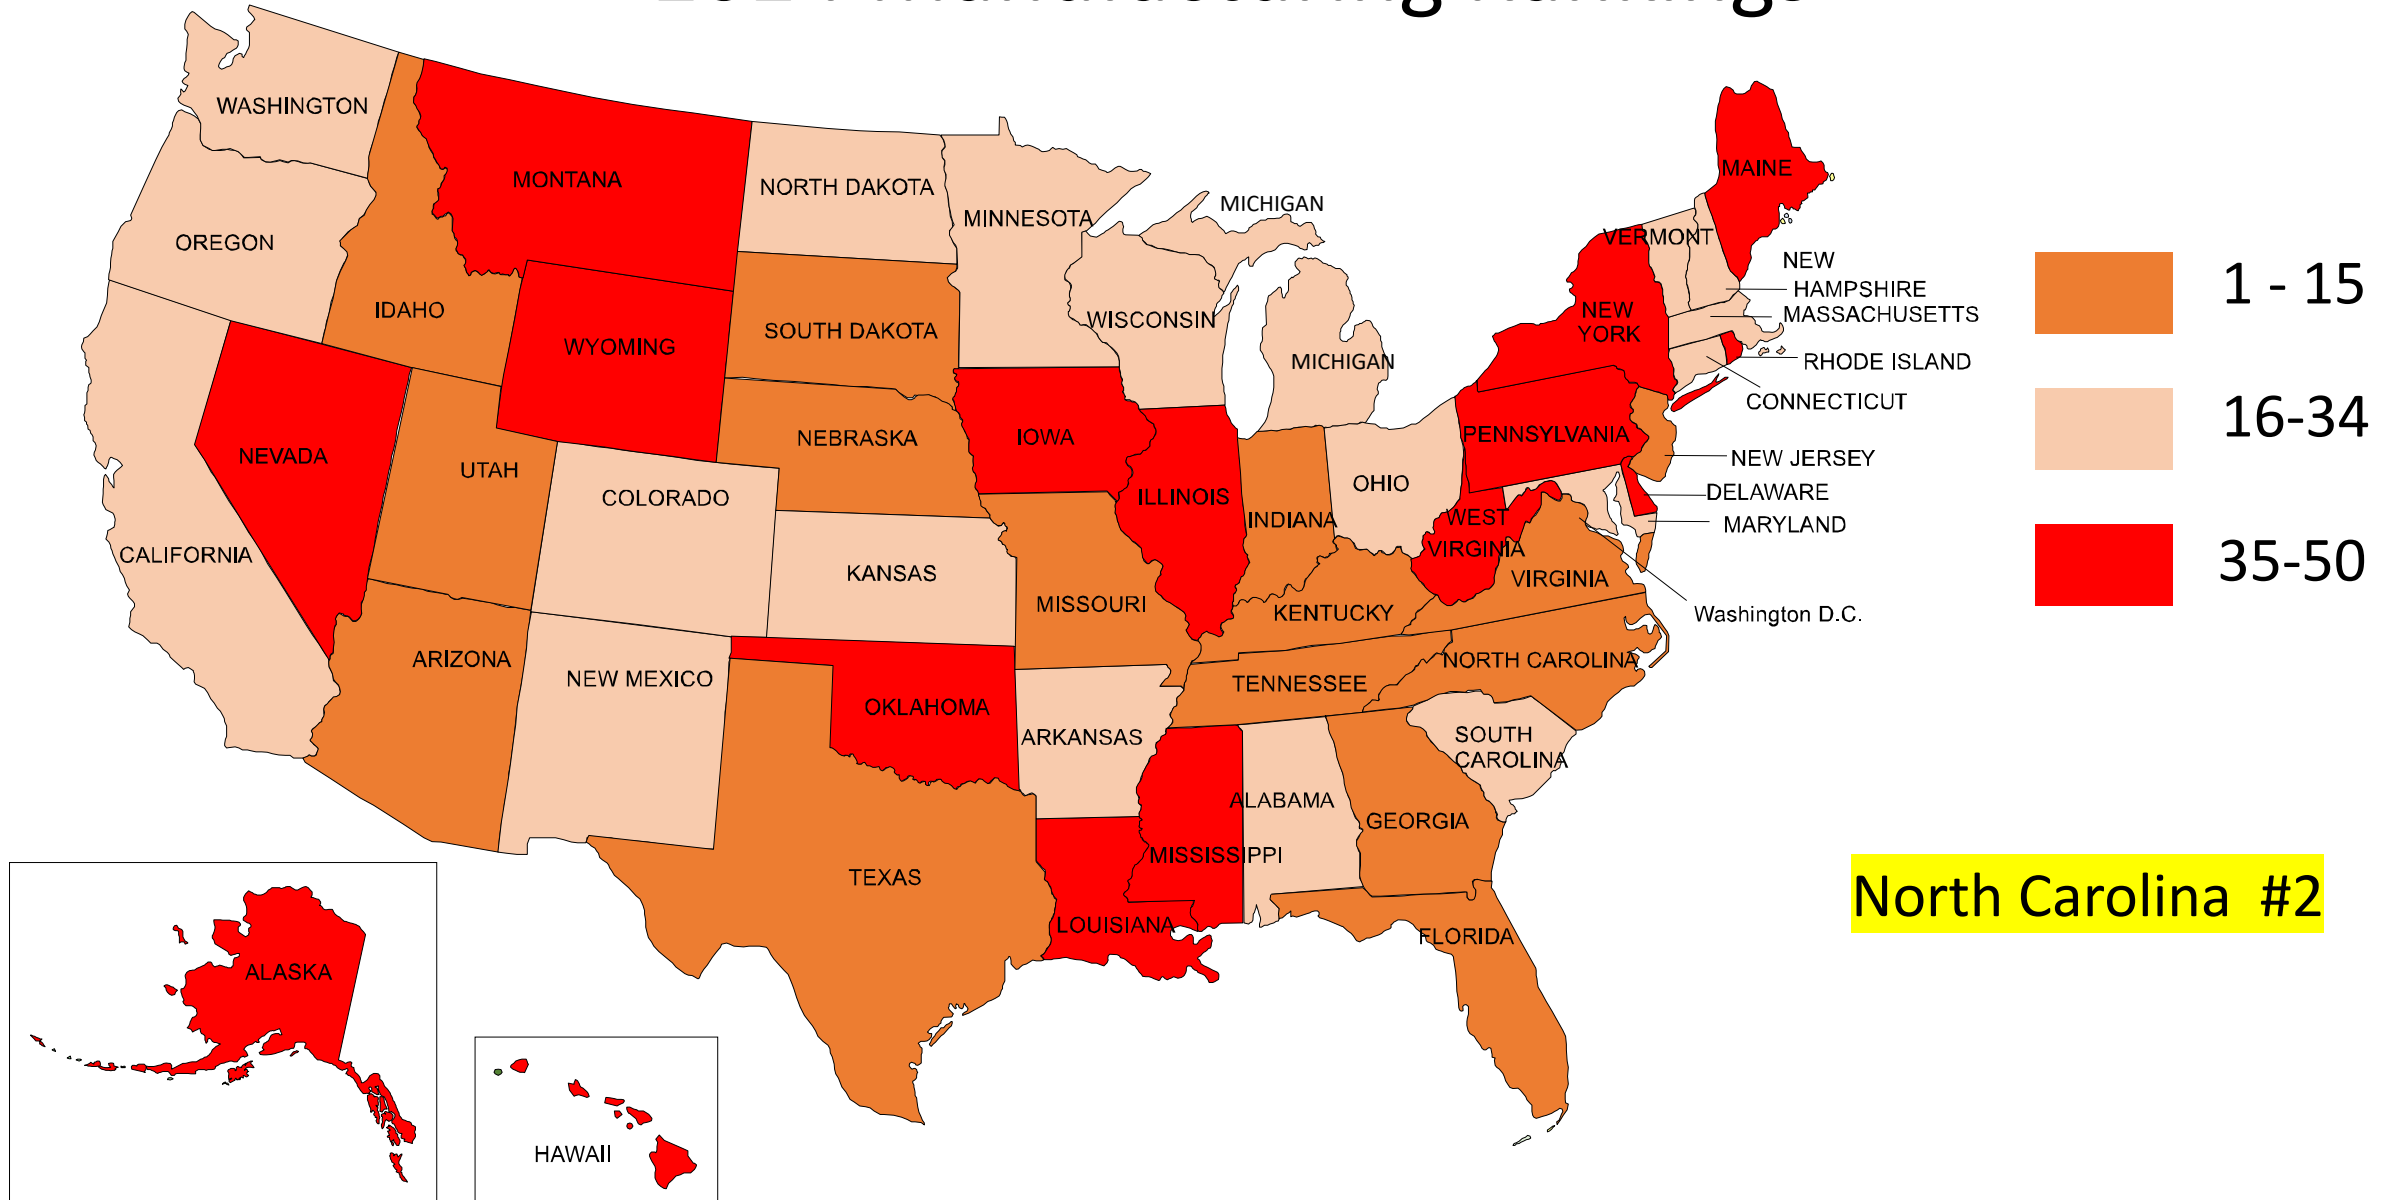 WASHINGTON
MONTANA
NORTH DAKOTA
MINNESOTA
MICHIGAN
MAINE
OREGON
IDAHO
WYOMING
SOUTH DAKOTA
WISCONSIN
MICHIGAN
NEW
YORK
VERMONT
NEW
HAMPSHIRE
MASSACHUSETTS
RHODE ISLAND
CONNECTICUT
NEVADA
UTAH
COLORADO
NEBRASKA
IOWA
ILLINOIS
INDIANA
OHIO
PENNSYLVANIA
NEW JERSEY
DELAWARE
MARYLAND
CALIFORNIA
KANSAS
MISSOURI
KENTUCKY
WEST
VIRGINIA
VIRGINIA
Washington D.C.
ARIZONA
NEW MEXICO
OKLAHOMA
ARKANSAS
TENNESSEE
NORTH CAROLINA
SOUTH
CAROLINA
TEXAS
LOUISIANA
MISSISSIPPI
ALABAMA
GEORGIA
FLORIDA
ALASKA
HAWAII
1 - 15
16-34
35-50
North Carolina #2